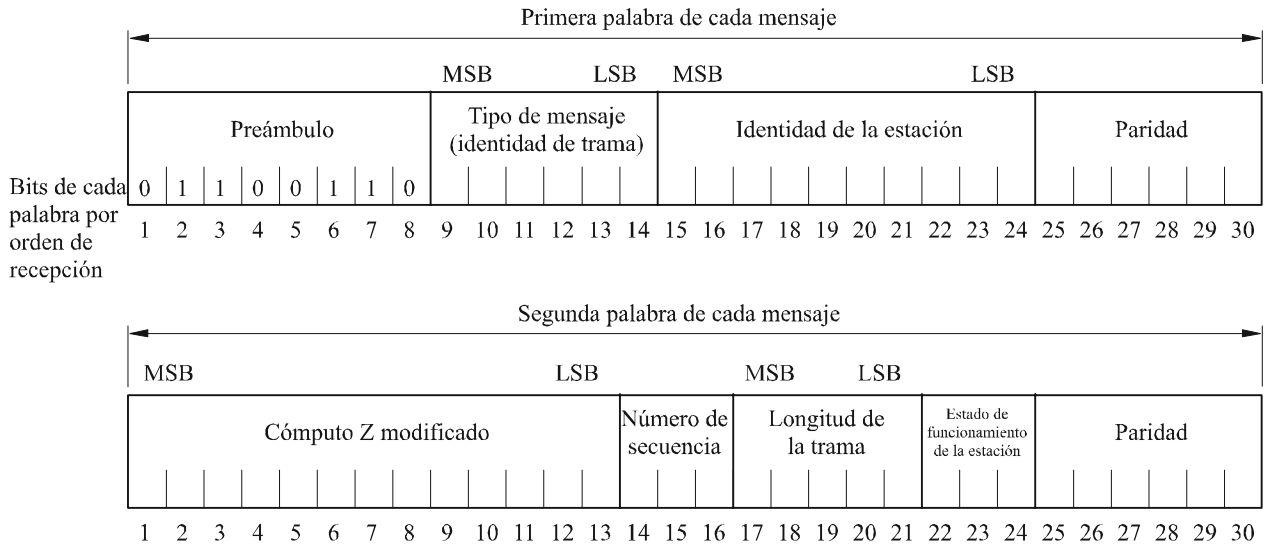 Primera palabra de cada mensaje
MSB LSB MSB LSB
Preámbulo
Tipo de mensaje
(identidad de trama)
Identidad de la estación
Paridad
Bits de cada
palabra por
orden de
recepción
0 1 1 0 0 1 1 0
1 2 3 4 5 6 7 8 9 10 11 12 13 14 15 16 17 18 19 20 21 22 23 24 25 26 27 28 29 30
Segunda palabra de cada mensaje
MSB LSB MSB LSB
Cómputo Z modificado
Número de
secuencia
Longitud de
la trama
Estado de
funcionamiento
de la estación
Paridad
1 2 3 4 5 6 7 8 9 10 11 12 13 14 15 16 17 18 19 20 21 22 23 24 25 26 27 28 29 30